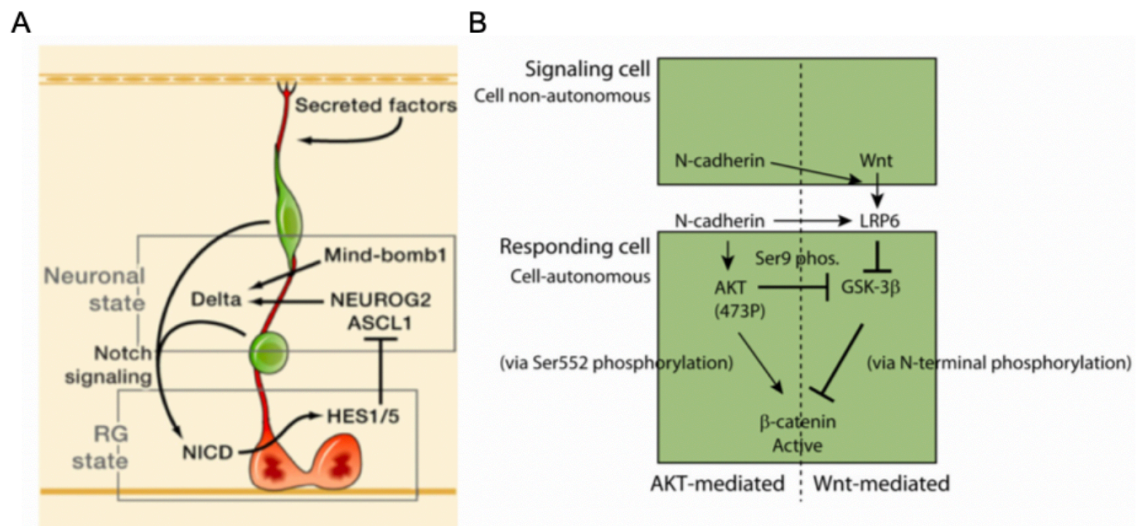 A
Secreted factors
Mind-bomb1
Neuronal
state
Delta
NEUROG2
ASCL1
Notch
signaling
HES1/5
RG
state
NICD
B
Signaling cell
Cell non-autonomous
N-cadherin
Wnt
N-cadherin
LRP6
Responding cell
Cell-autonomous
Ser9 phos.
AKT
(473P)
GSK-3β
(via Ser552 phosphorylation)
(via N-terminal phosphorylation)
β-catenin
Active
AKT-mediated
Wnt-mediated